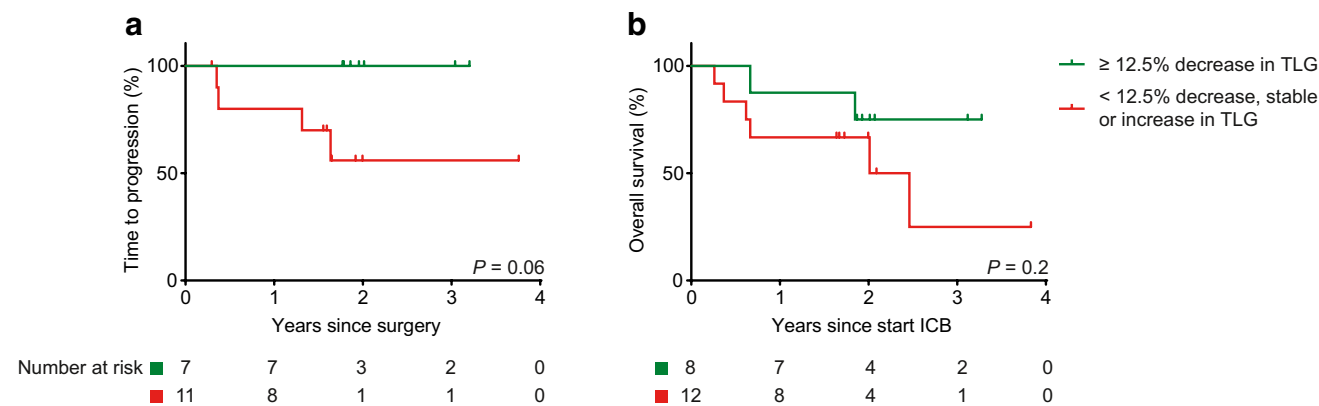 a
Time to progression (%)
100
50
0
0 1 2 3 4
P = 0.06
Years since surgery
b
Overall survival (%)
100
50
0
0 1 2 3 4
P = 0.2
Years since start ICB
≥ 12.5% decrease in TLG
< 12.5% decrease, stable
or increase in TLG
Number at risk 7 7 3 2 0
11 8 1 1 0
8 7 4 2 0
12 8 4 1 0